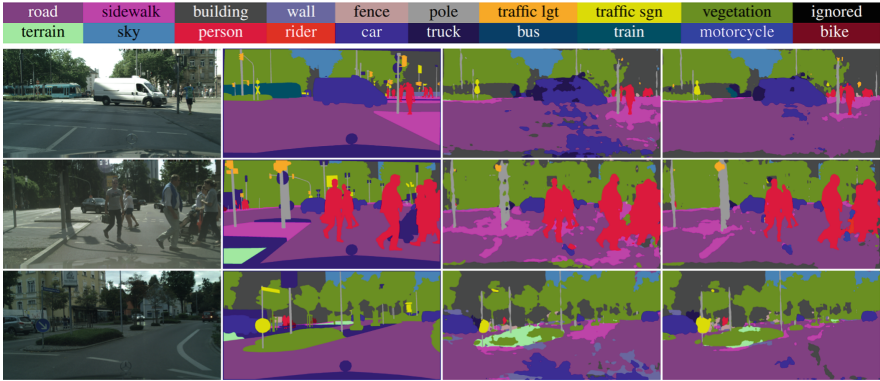 road sidewalk building wall fence pole traffic lgt traffic sgn vegetation ignored
terrain sky person rider car truck bus train motorcycle bike